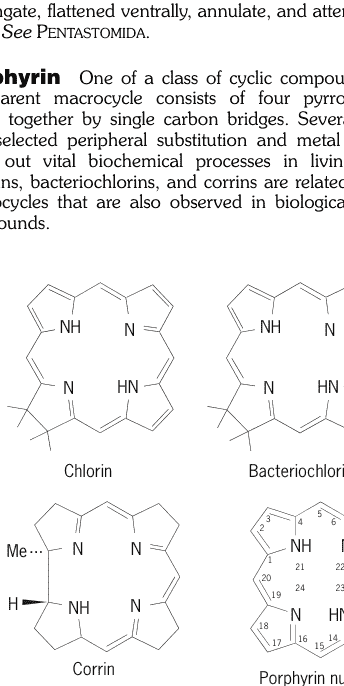 ngate, flattened ventrally, annulate, and atte
See PENTASTOMIDA.
phyrin One of a class of cyclic compou
arent macrocycle consists of four pyrro
together by single carbon bridges. Severa
selected peripheral substitution and metal
out vital biochemical processes in livin
ns, bacteriochlorins, and corrins are related
ocycles that are also observed in biologica
ounds.
NH N
NH N
N HN
N HN
Chlorin
Bacteriochlori
Me N N
H NH N
Corrin
3 4 5 6
2
NH N
1
21 22
20
24 23
19
N HN
18
17 16 15 14
Porphyrin nu